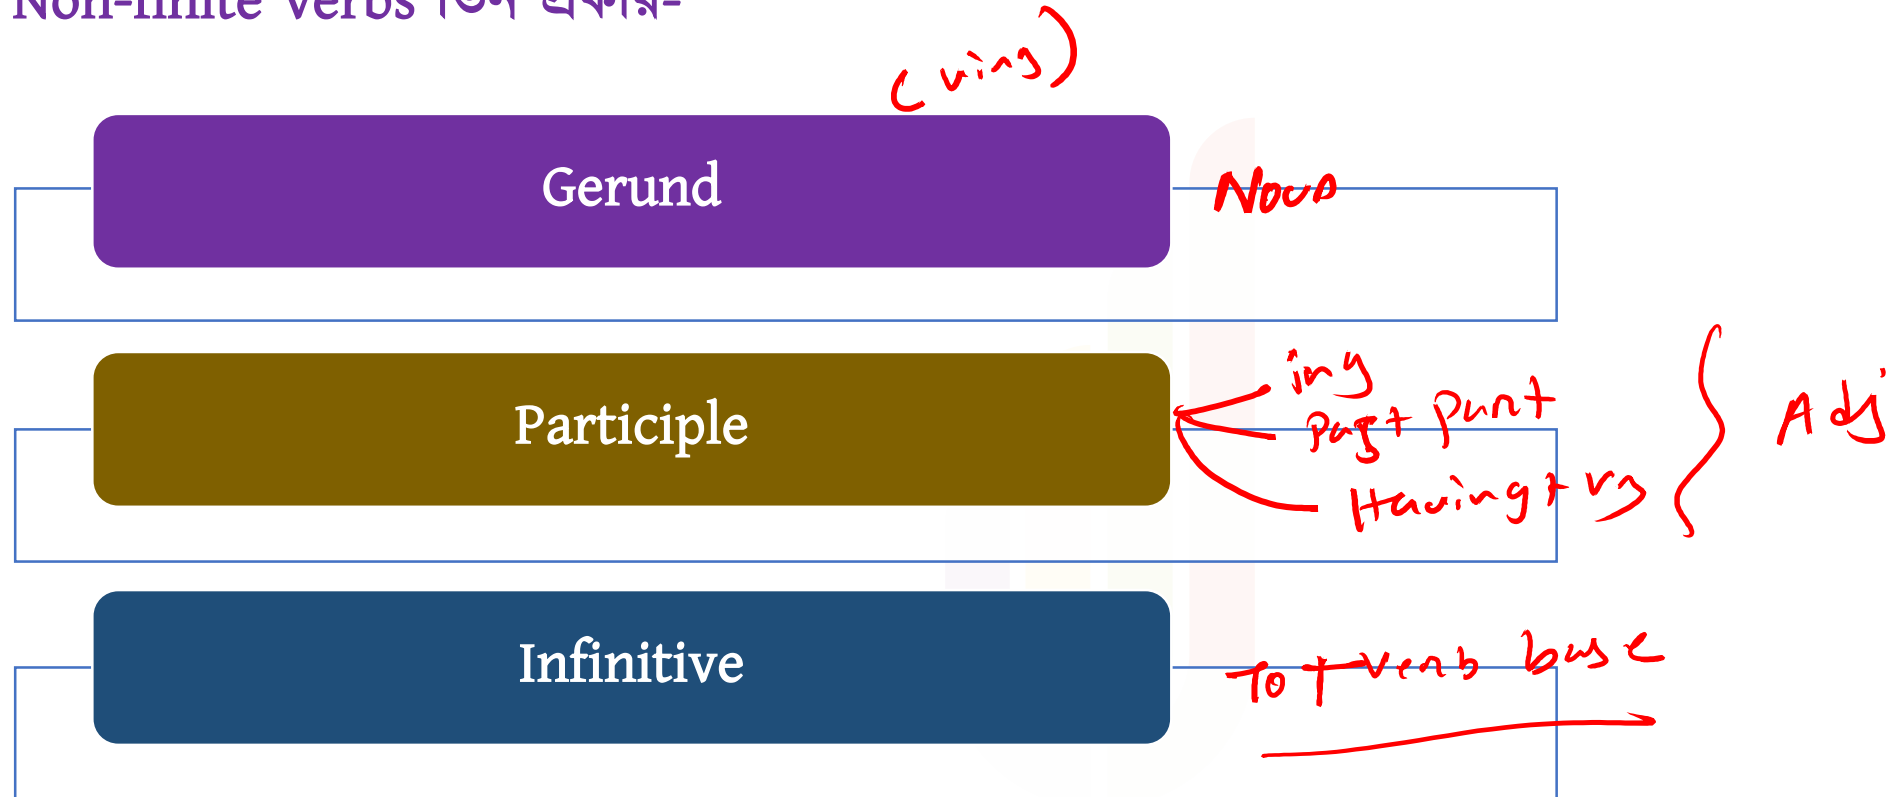 Non-finite Verbs তিন প্রকার-
(ving)
Gerund
Noun
ing
Participle
Past part
Adj
Having + v3
Infinitive
To + verb base